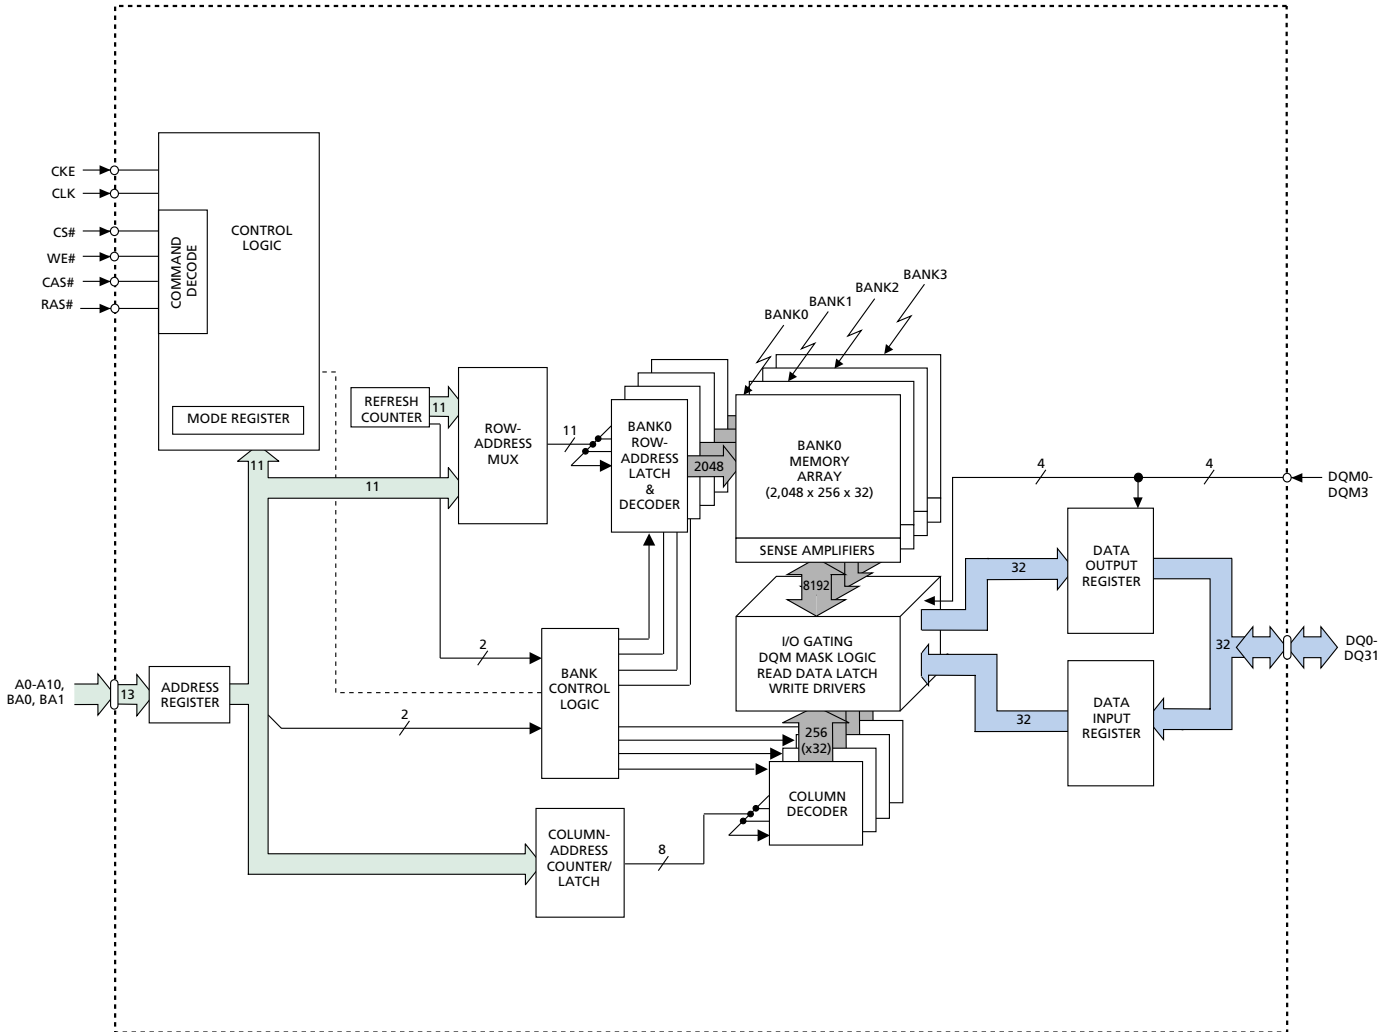 CKE
CLK
CS#
WE#
CAS#
RAS#
COMMAND
DECODE
CONTROL
LOGIC
MODE REGISTER
11
REFRESH
COUNTER
11
11
ROW-
ADDRESS
MUX
11
BANK0
ROW-
ADDRESS
LATCH
&
DECODER
2048
BANK0
BANK1
BANK2
BANK3
BANK0
MEMORY
ARRAY
(2,048 x 256 x 32)
SENSE AMPLIFIERS
8192
I/O GATING
DQM MASK LOGIC
READ DATA LATCH
WRITE DRIVERS
4
4
DQM0-
DQM3
DATA
OUTPUT
REGISTER
32
32
DQ0-
DQ31
DATA
INPUT
REGISTER
32
A0-A10,
BA0, BA1
13
ADDRESS
REGISTER
2
2
BANK
CONTROL
LOGIC
256
(x32)
COLUMN
DECODER
COLUMN-
ADDRESS
COUNTER/
LATCH
8